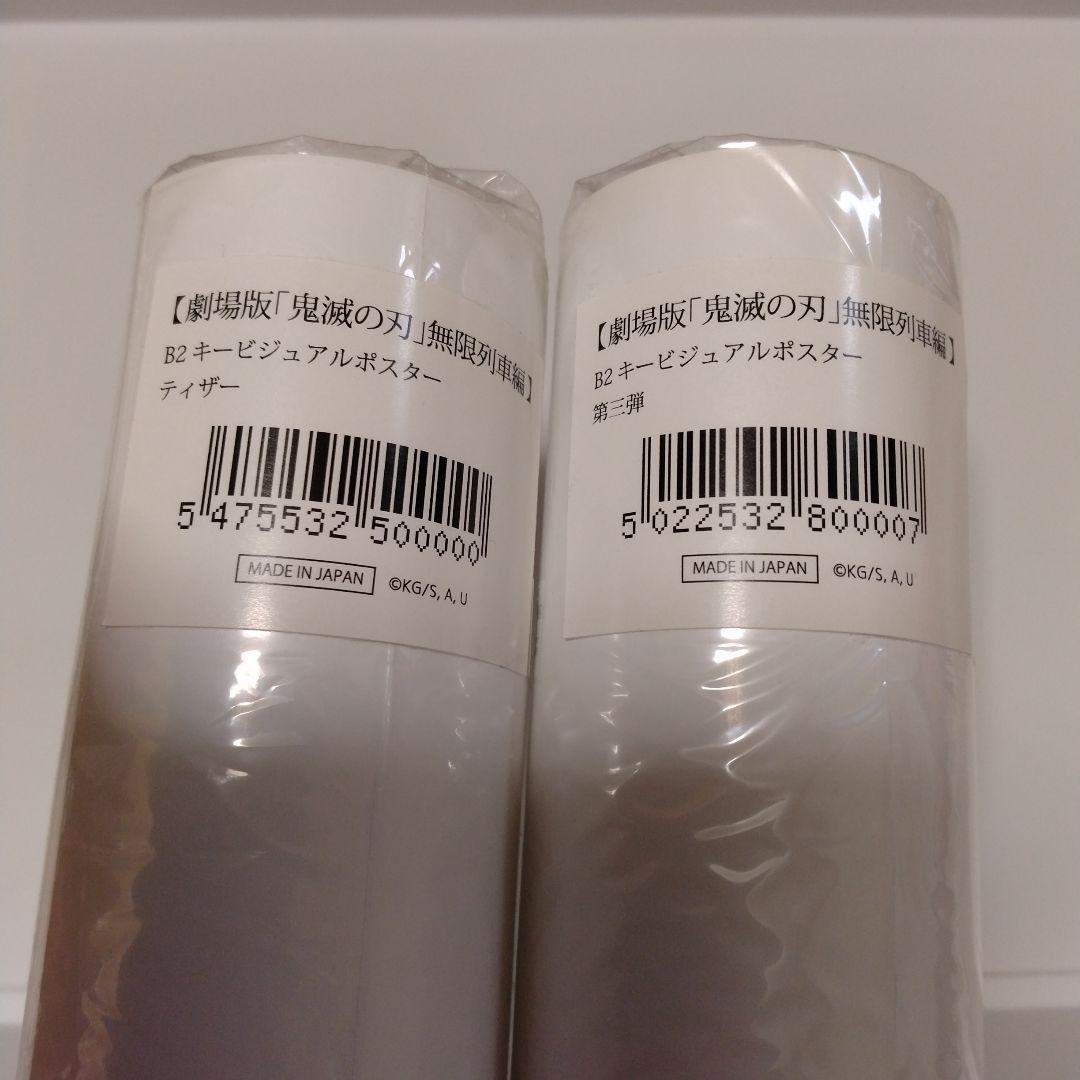 【劇場版「鬼滅の刃」無限列車編】
B2 キービジュアルポスター
ティザー
5 475532 500000
MADE IN JAPAN
©KG/S, A, U
【劇場版「鬼滅の刃」無限列車編】
B2 キービジュアルポスター
第三弾
5 022532 800007
MADE IN JAPAN
©KG/S, A, U